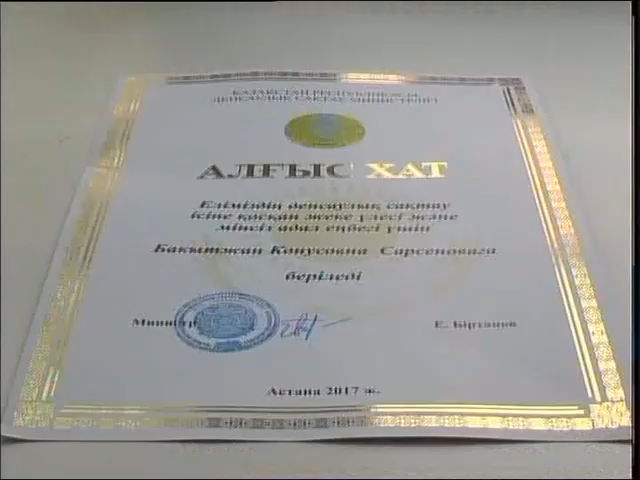 ҚАЗАҚСТАН РЕСПУБЛИКАСЫ
ДЕНСАУЛЫҚ САҚТАУ МИНИСТРЛІГІ
АЛҒЫС ХАТ
Еліміздің денсаулық сақтау
ісіне қосқан жеке үлесі және
мінсіз адал еңбегі үшін
Бакытжан Конусовна Сарсеноваға
беріледі
Министр
Е. Біртанов
Астана 2017 ж.